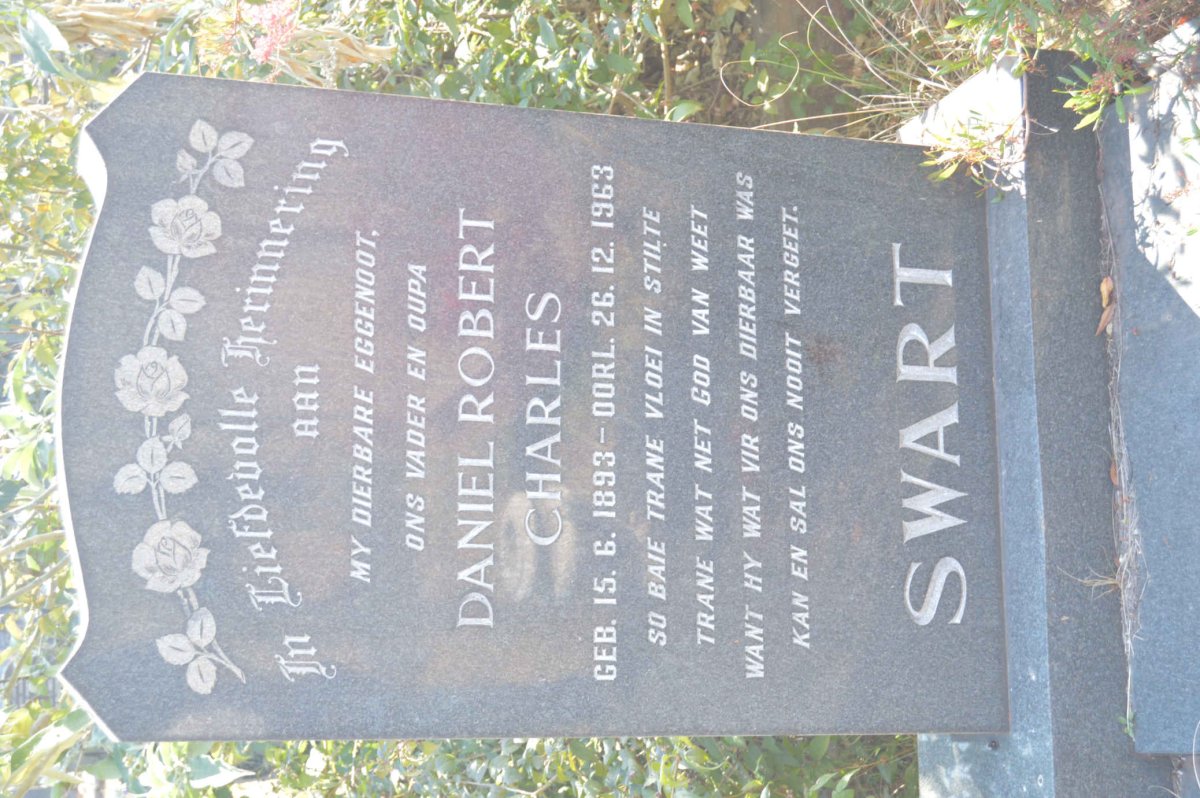 In Liefdevolle Herinnering
aan
MY DIERBARE EGGENOOT,
ONS VADER EN OUPA
DANIEL ROBERT
CHARLES
GEB. 15. 6. 1893 – OORL. 26. 12. 1963
SO BAIE TRANE VLOEI IN STILTE
TRANE WAT NET GOD VAN WEET
WANT HY WAT VIR ONS DIERBAAR WAS
KAN EN SAL ONS NOOIT VERGEET.
SWART